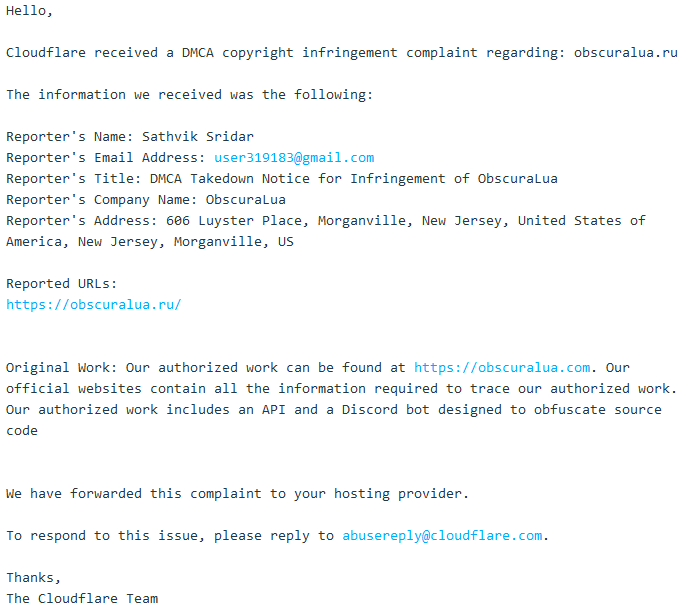 Hello,
Cloudflare received a DMCA copyright infringement complaint regarding: obscuralua.ru
The information we received was the following:
Reporter's Name: Sathvik Sridar
Reporter's Email Address: user319183@gmail.com
Reporter's Title: DMCA Takedown Notice for Infringement of ObscuraLua
Reporter's Company Name: ObscuraLua
Reporter's Address: 606 Luyster Place, Morganville, New Jersey, United States of
America, New Jersey, Morganville, US
Reported URLs:
https://obscuralua.ru/
Original Work: Our authorized work can be found at https://obscuralua.com. Our
official websites contain all the information required to trace our authorized work.
Our authorized work includes an API and a Discord bot designed to obfuscate source
code
We have forwarded this complaint to your hosting provider.
To respond to this issue, please reply to abusereply@cloudflare.com.
Thanks,
The Cloudflare Team